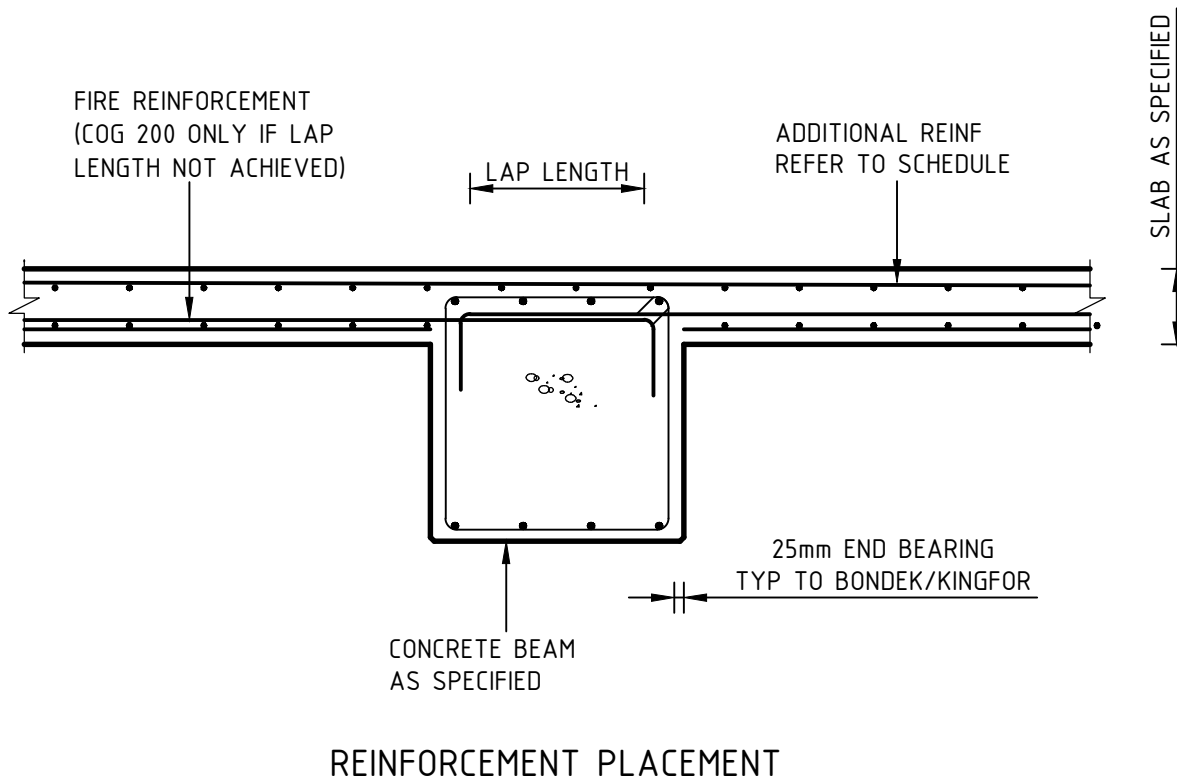 SLAB AS SPECIFIED
FIRE REINFORCEMENT
(COG 200 ONLY IF LAP
LENGTH NOT ACHIEVED)
LAP LENGTH
ADDITIONAL REINF
REFER TO SCHEDULE
25mm END BEARING
TYP TO BONDEK/KINGFOR
CONCRETE BEAM
AS SPECIFIED
REINFORCEMENT PLACEMENT